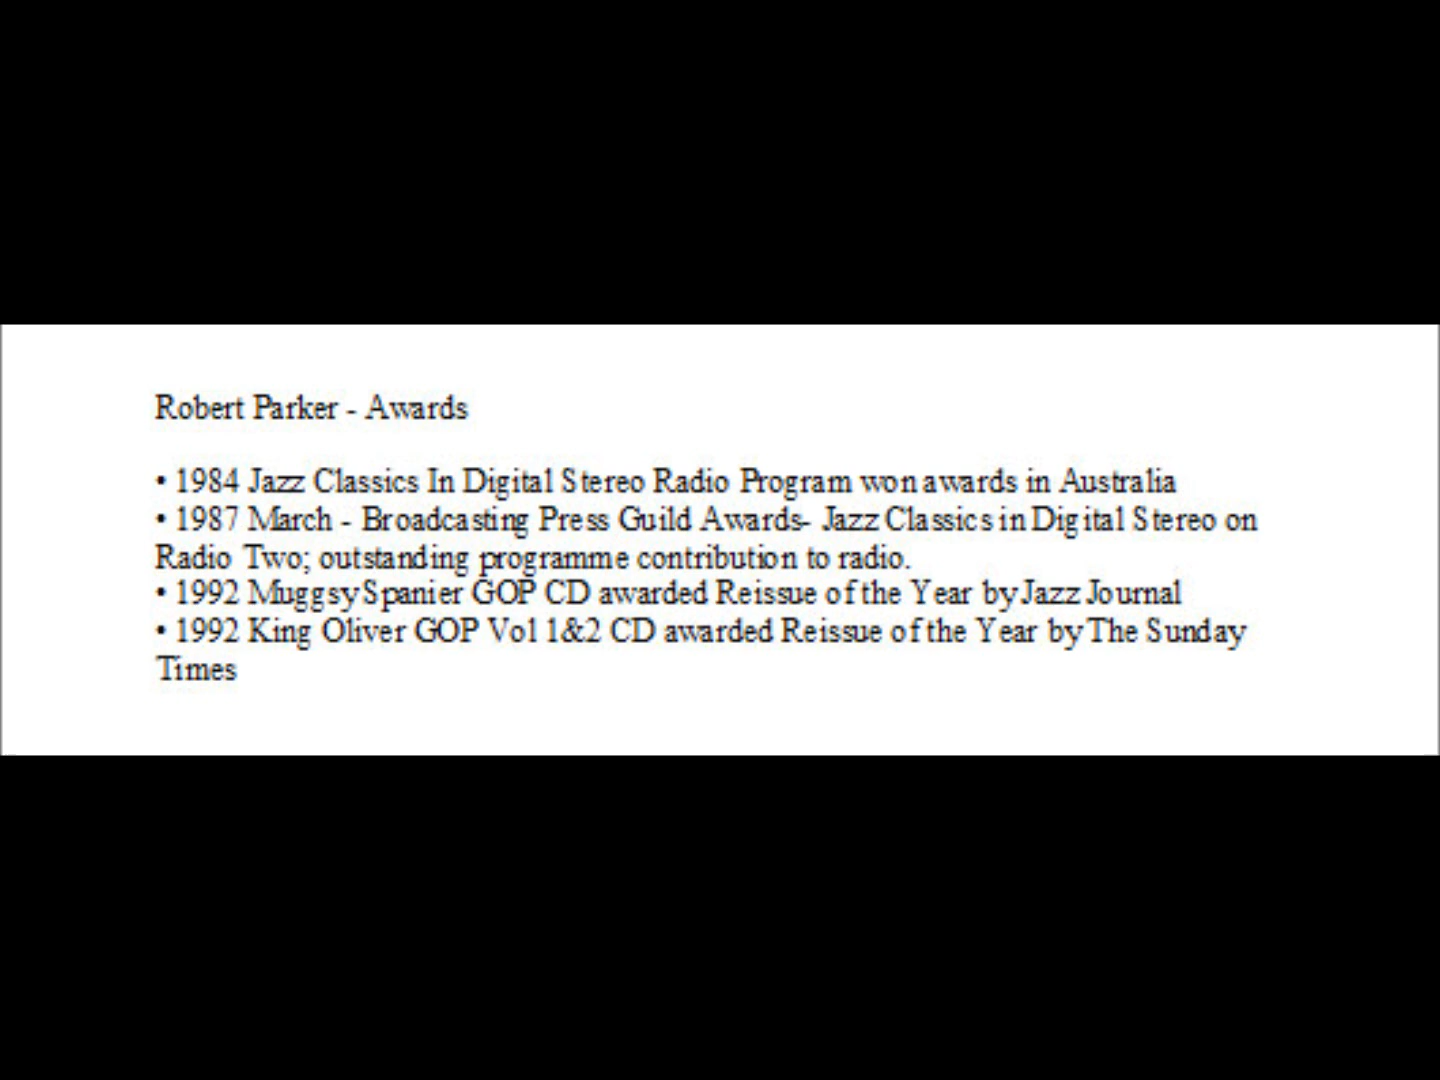 Robert Parker - Awards
• 1984 Jazz Classics In Digital Stereo Radio Program won awards in Australia
• 1987 March - Broadcasting Press Guild Awards- Jazz Classics in Digital Stereo on
Radio Two; outstanding programme contribution to radio.
• 1992 Muggsy Spanier GOP CD awarded Reissue of the Year by Jazz Journal
• 1992 King Oliver GOP Vol 1&2 CD awarded Reissue of the Year by The Sunday
Times